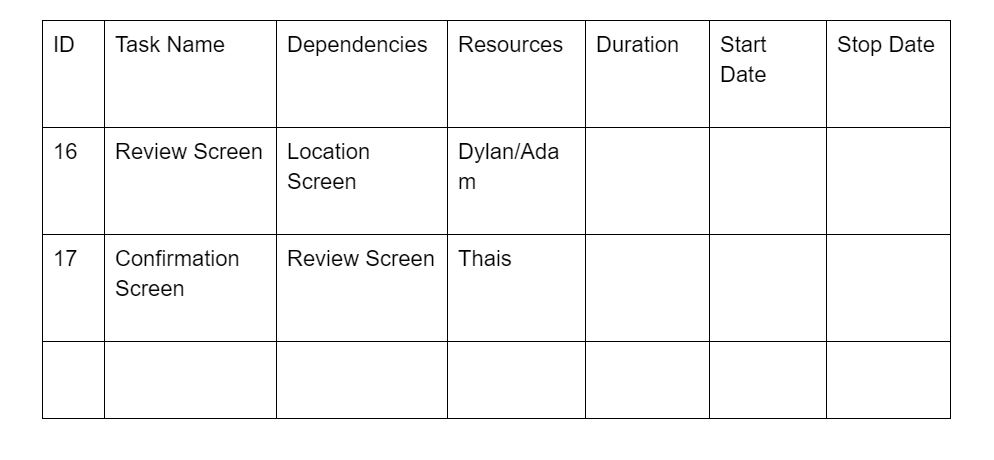 ID Task Name Dependencies Resources Duration Start Date Stop Date
16 Review Screen Location Screen Dylan/Adam
17 Confirmation Screen Review Screen Thais